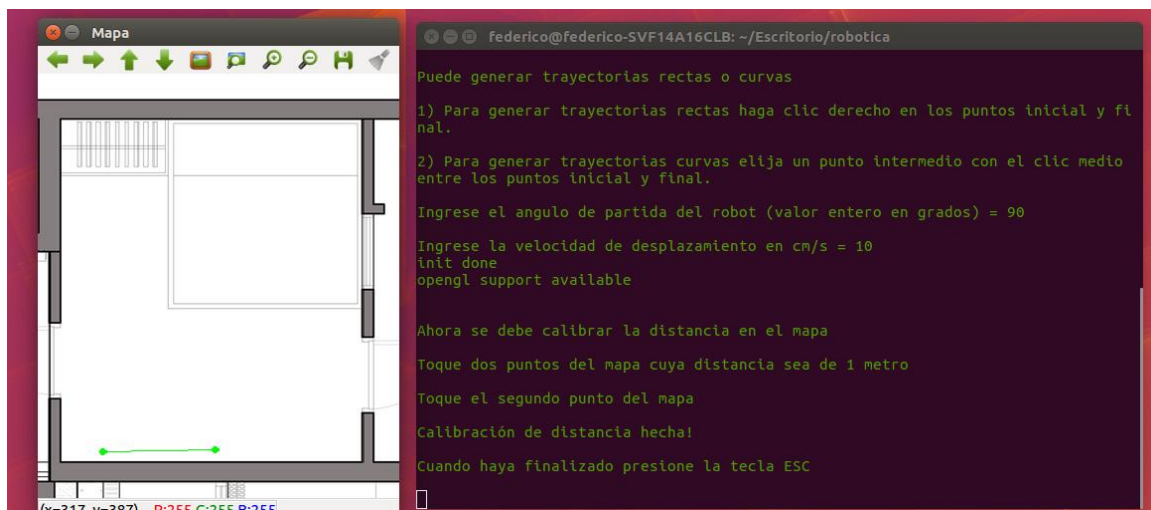 Mapa
federico@federico-SVF14A16CLB: ~/Escritorio/robotica
Puede generar trayectorias rectas o curvas
1) Para generar trayectorias rectas haga clic derecho en los puntos inicial y fi
nal.
2) Para generar trayectorias curvas elija un punto intermedio con el clic medio
entre los puntos inicial y final.
Ingrese el angulo de partida del robot (valor entero en grados) = 90
Ingrese la velocidad de desplazamiento en cm/s = 10
init done
opengl support available
Ahora se debe calibrar la distancia en el mapa
Toque dos puntos del mapa cuya distancia sea de 1 metro
Toque el segundo punto del mapa
Calibración de distancia hecha!
Cuando haya finalizado presione la tecla ESC
(x=317, y=387) R:255 G:255 B:255